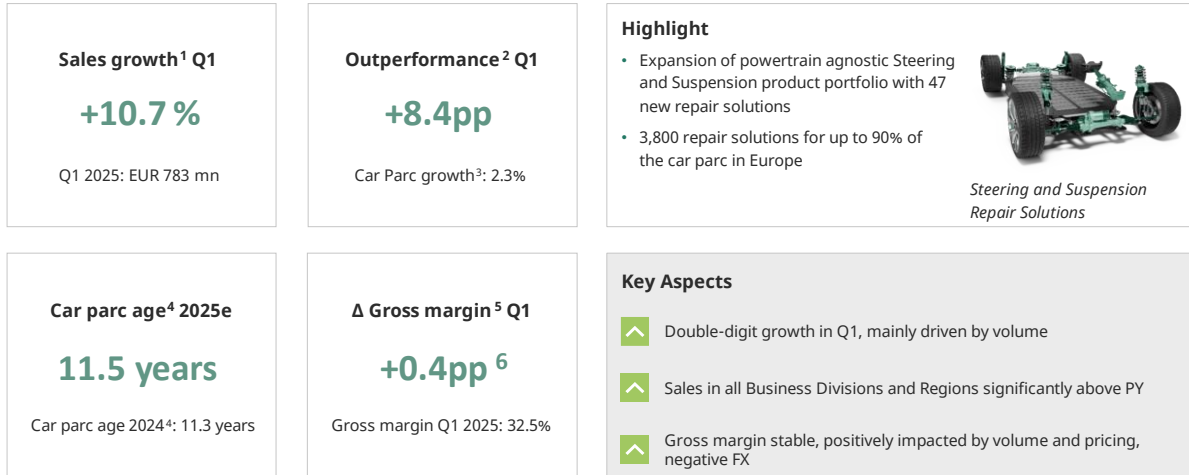 Sales growth¹ Q1
+10.7 %
Q1 2025: EUR 783 mn
Outperformance² Q1
+8.4pp
Car Parc growth³: 2.3%
Highlight
• Expansion of powertrain agnostic Steering
and Suspension product portfolio with 47
new repair solutions
• 3,800 repair solutions for up to 90% of
the car parc in Europe
Steering and Suspension
Repair Solutions
Car parc age⁴ 2025e
11.5 years
Car parc age 2024⁴: 11.3 years
Δ Gross margin⁵ Q1
+0.4pp ⁶
Gross margin Q1 2025: 32.5%
Key Aspects
Double-digit growth in Q1, mainly driven by volume
Sales in all Business Divisions and Regions significantly above PY
Gross margin stable, positively impacted by volume and pricing,
negative FX